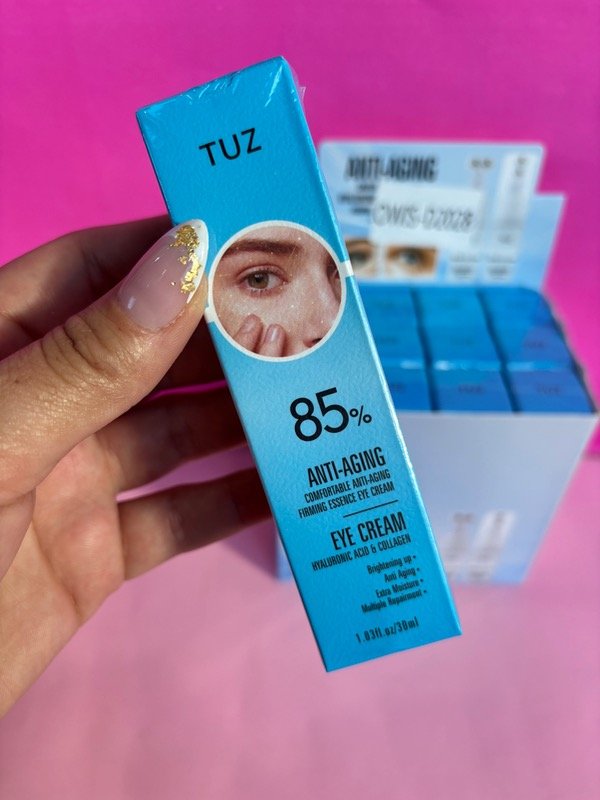 TUZ
85%
ANTI-AGING
COMFORTABLE ANTI-AGING
FIRMING ESSENCE EYE CREAM
EYE CREAM
HYALURONIC ACID & COLLAGEN
Brightening up •
Anti Aging •
Extra Moisture •
Multiple Repairment •
1.03fl.oz/30ml
ANTI-AGING
OWS-D2028